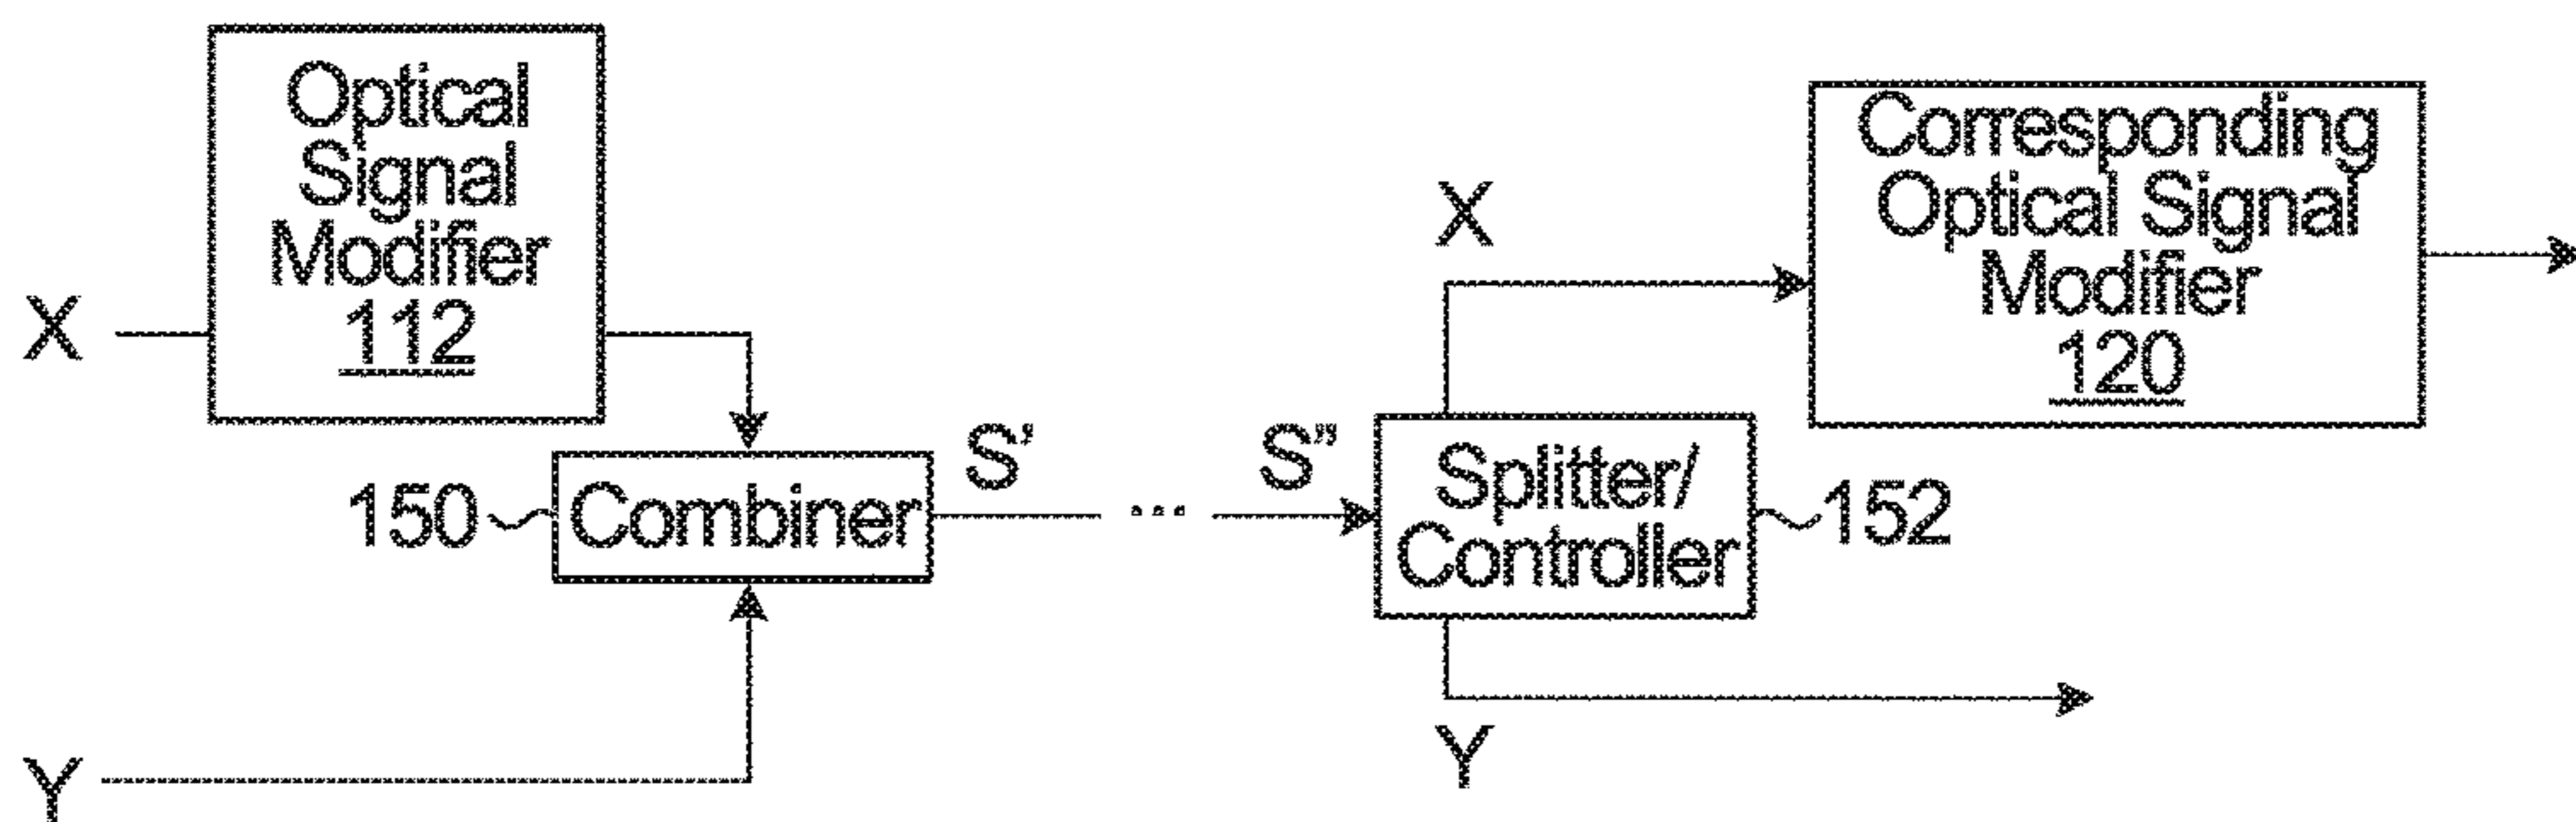 Optical
Signal
Modifier
112
X
150
Combiner
Y
S’
S”
X
Splitter/
Controller
152
Y
Corresponding
Optical Signal
Modifier
120